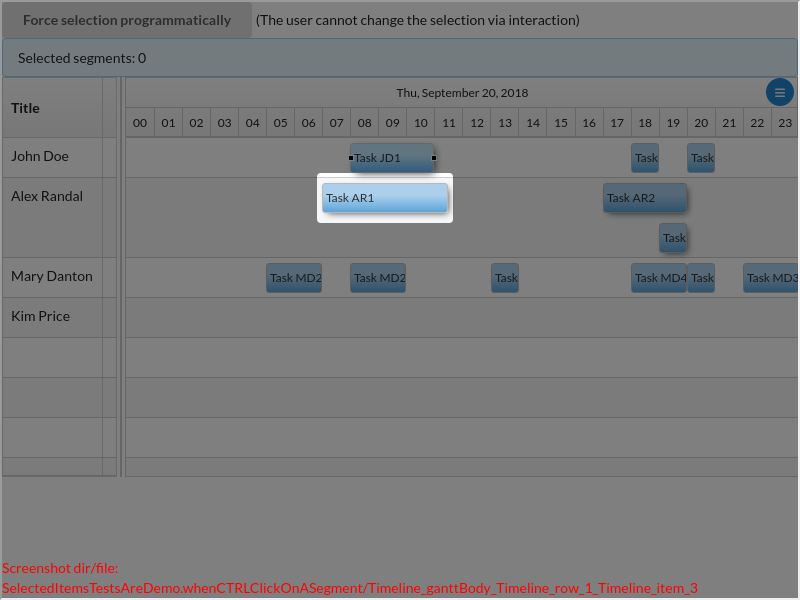 Force selection programmatically (The user cannot change the selection via interaction)
Selected segments: 0
Title
Thu, September 20, 2018
00 01 02 03 04 05 06 07 08 09 10 11 12 13 14 15 16 17 18 19 20 21 22 23
John Doe Task JD1 Task Task
Alex Randal Task AR1 Task AR2
Task
Mary Danton Task MD2 Task MD2 Task Task MD4 Task Task MD3
Kim Price
Screenshot dir/file:
SelectedItemsTestsAreDemo.whenCTRLClickOnASegment/Timeline_ganttBody_Timeline_row_1_Timeline_item_3